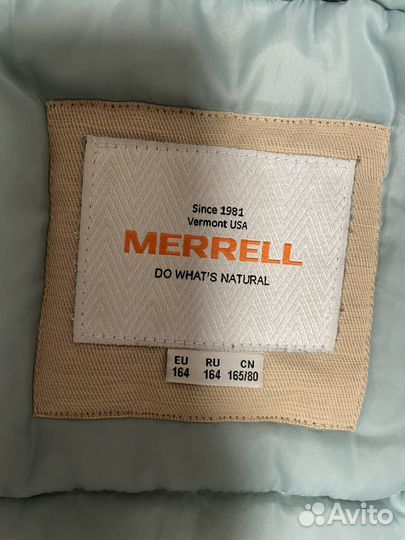 Since 1981
Vermont USA
MERRELL
DO WHAT'S NATURAL
EU RU CN
164 164 165/80
Avito